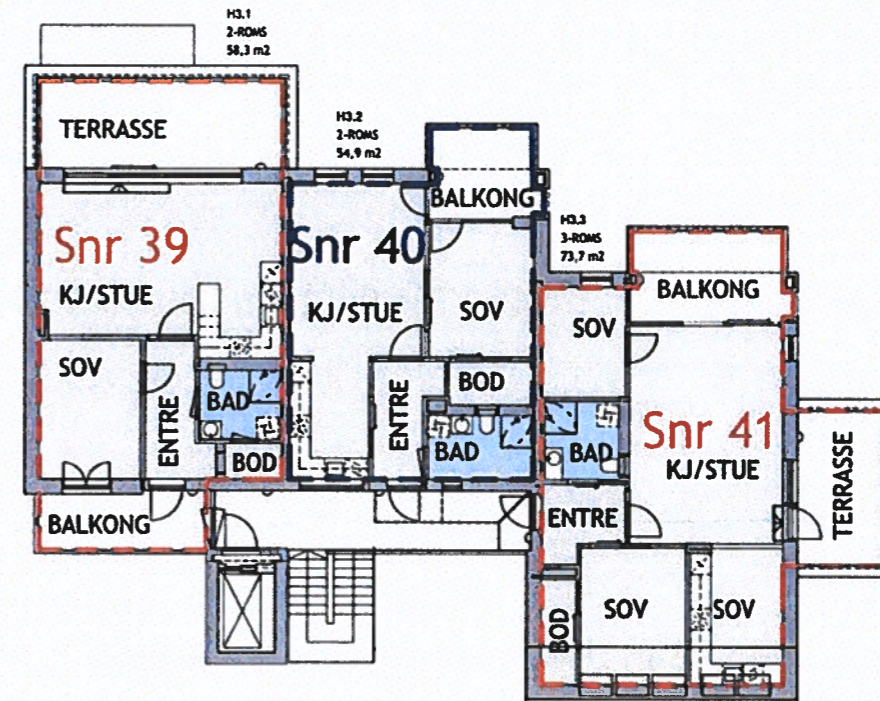 H3.1
2-ROMS
58,3 m2
TERRASSE
Snr 39
KJ/STUE
SOV
ENTRE
BAD
BOD
BALKONG
H3.2
2-ROMS
54,9 m2
BALKONG
Snr 40
KJ/STUE
SOV
BOD
ENTRE
BAD
H3.3
3-ROMS
73,7 m2
BALKONG
SOV
Snr 41
KJ/STUE
BAD
TERRASSE
ENTRE
SOV
SOV
BOD